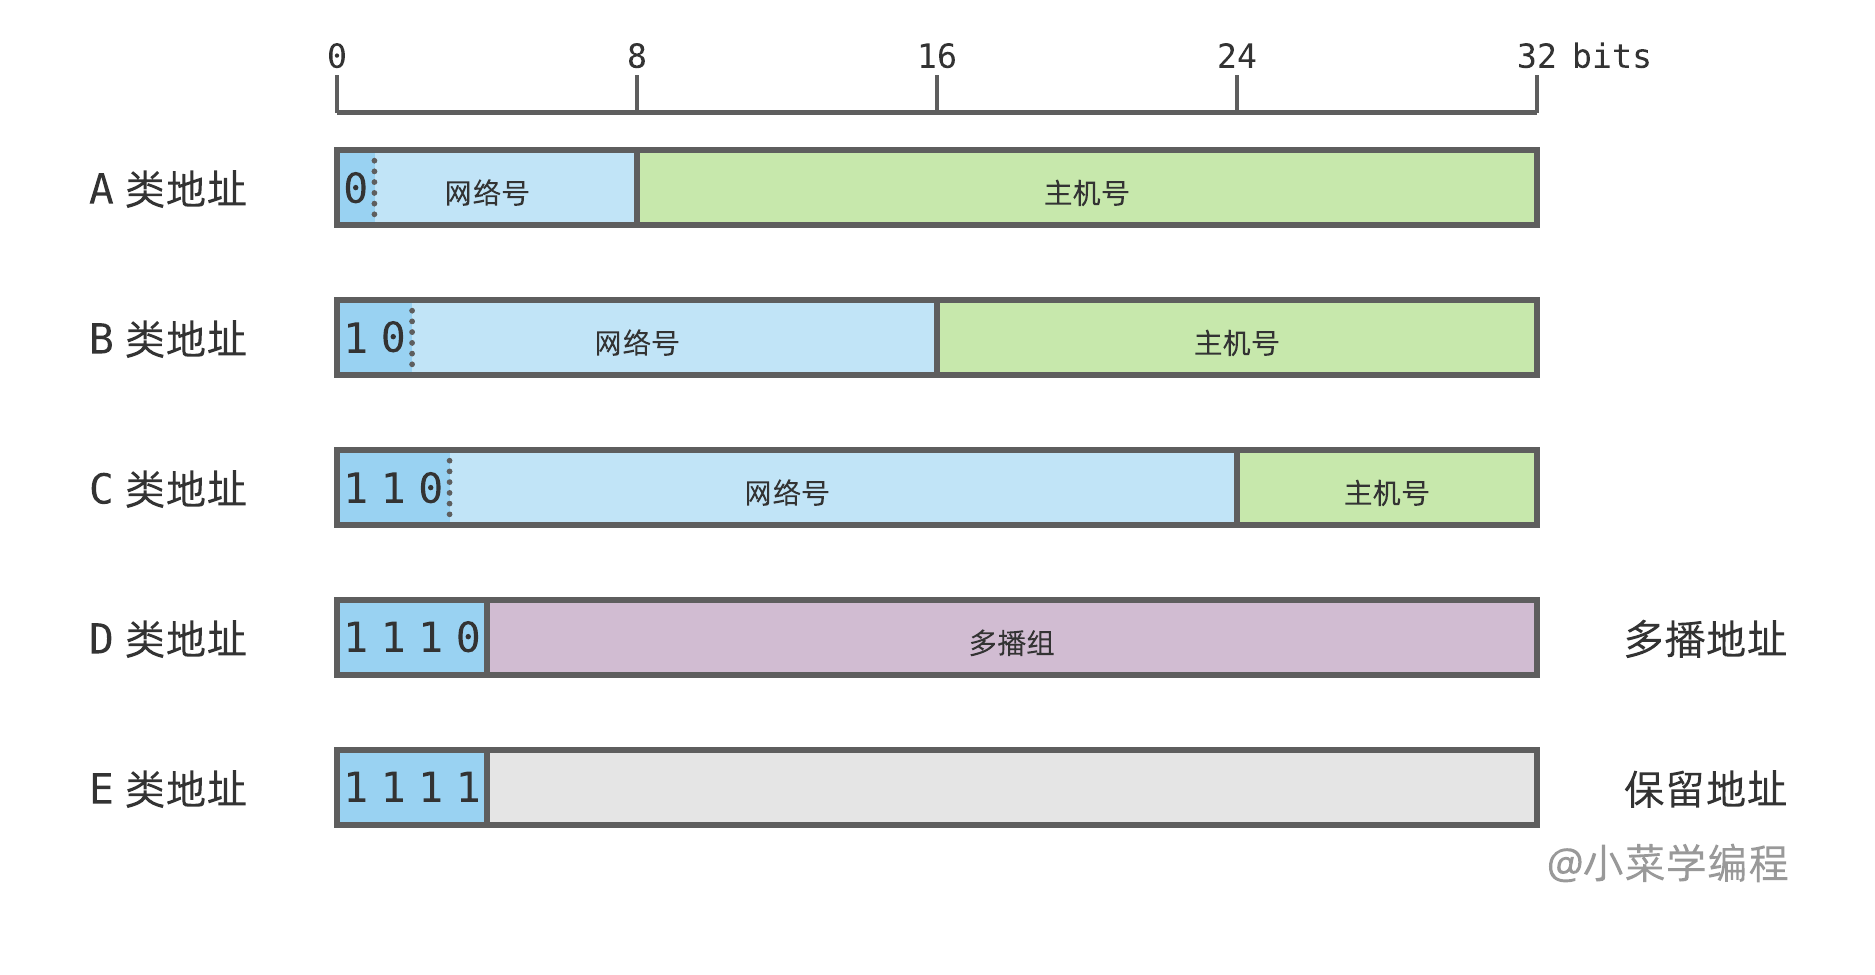 0 8 16 24 32 bits
A 类地址 0 网络号 主机号
B 类地址 1 0 网络号 主机号
C 类地址 1 1 0 网络号 主机号
D 类地址 1 1 1 0 多播组 多播地址
E 类地址 1 1 1 1 保留地址
@小菜学编程